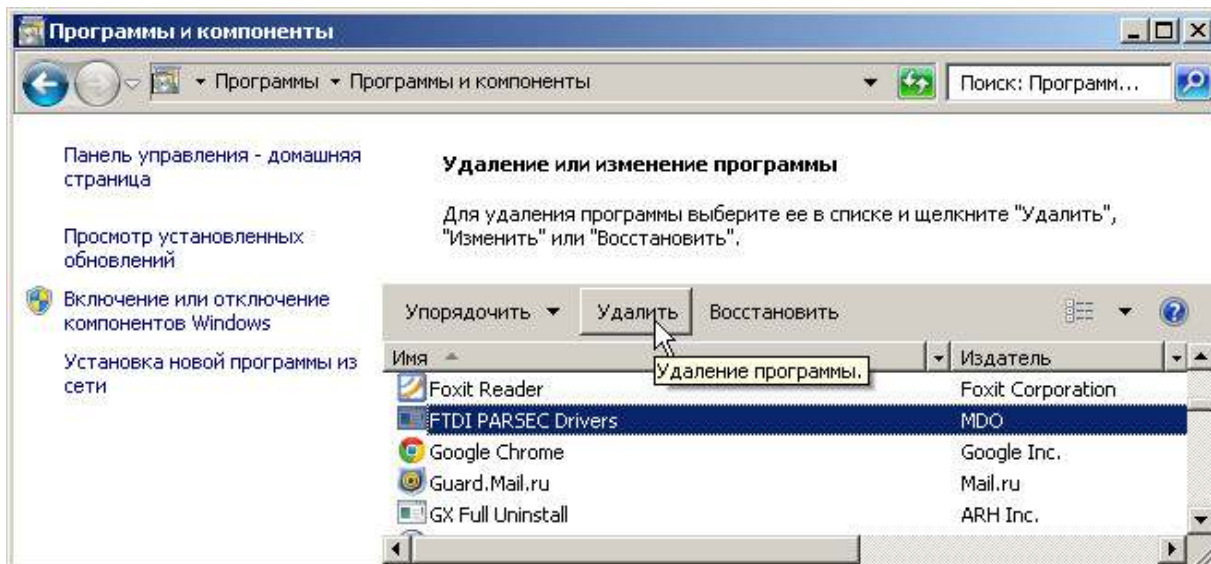 Программы и компоненты
Программы Программы и компоненты
Поиск: Программ...
Панель управления - домашняя
страница
Просмотр установленных
обновлений
Включение или отключение
компонентов Windows
Установка новой программы из
сети
Удаление или изменение программы
Для удаления программы выберите ее в списке и щелкните "Удалить",
"Изменить" или "Восстановить".
Упорядочить Удалить Восстановить
Имя Издатель
Удаление программы.
Foxit Reader Foxit Corporation
FTDI PARSEC Drivers MDO
Google Chrome Google Inc.
Guard.Mail.ru Mail.ru
GX Full Uninstall ARH Inc.